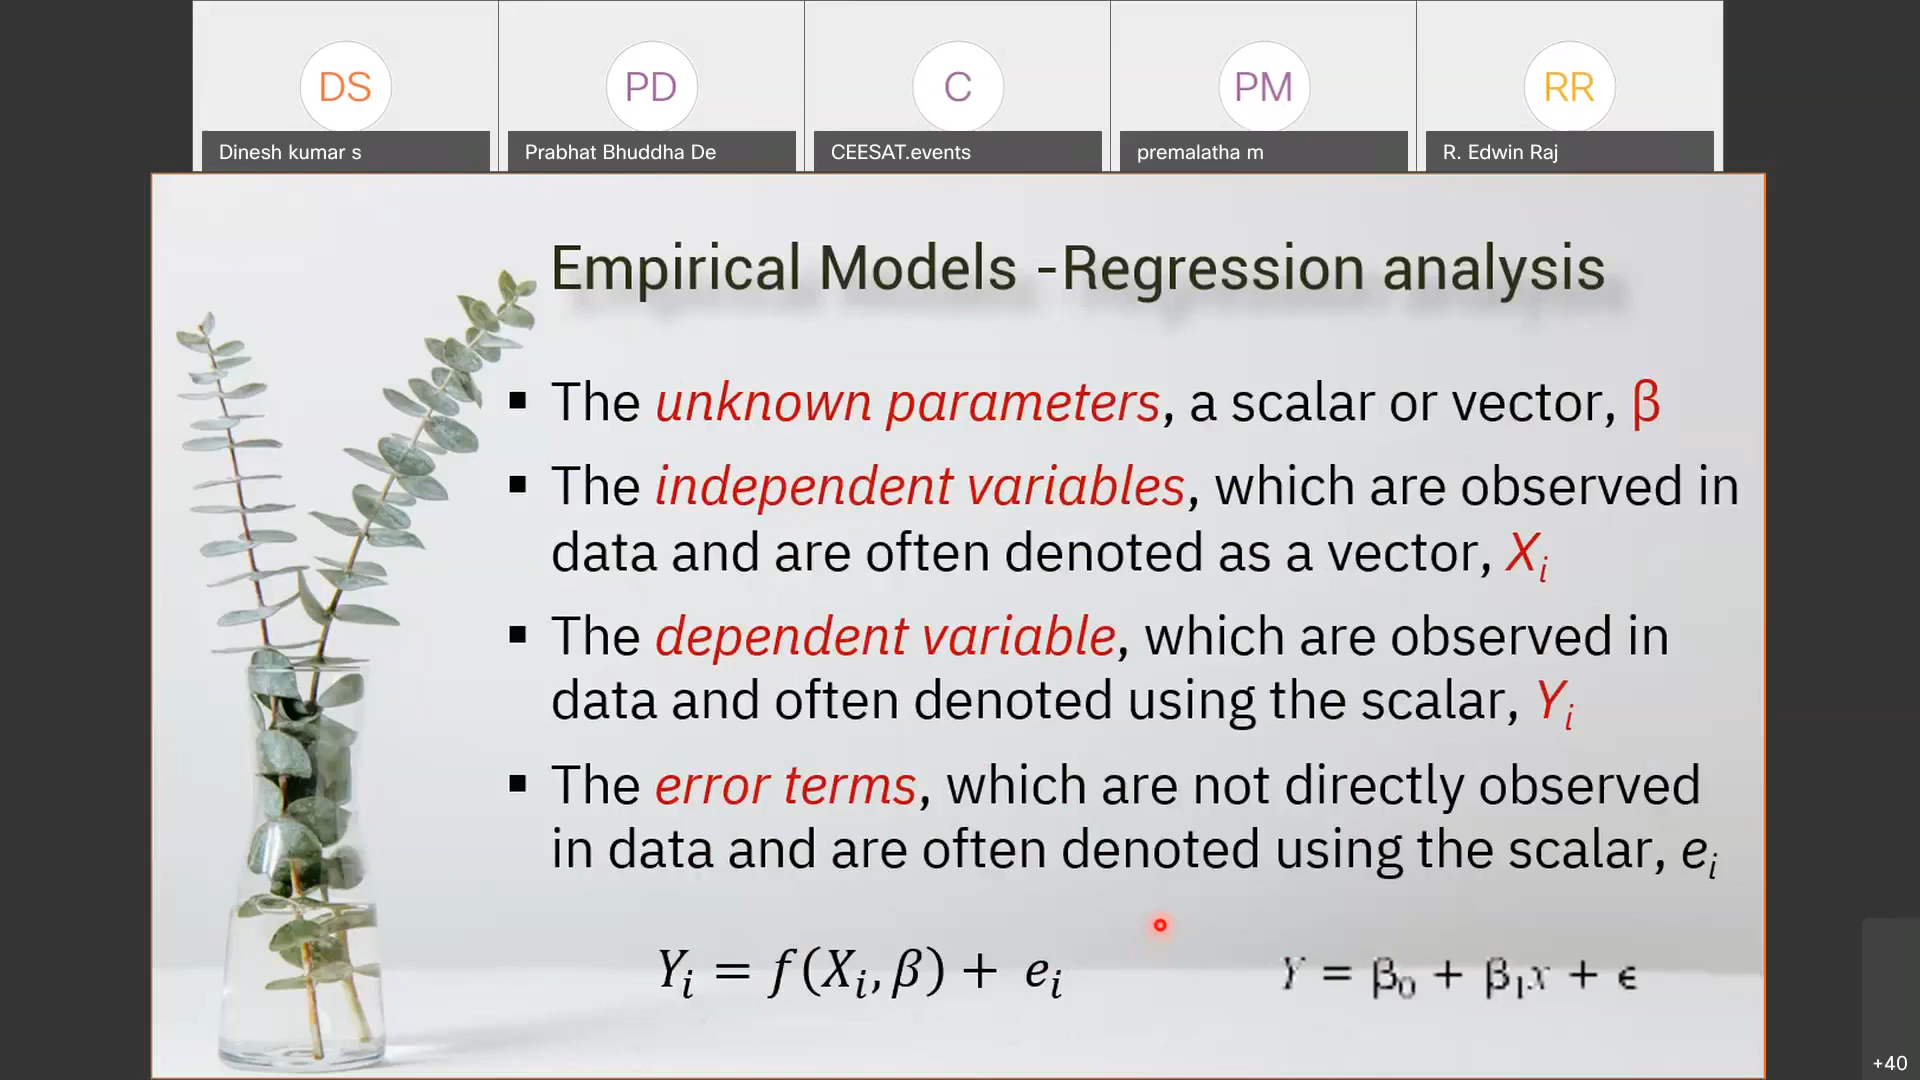 DS
PD
C
PM
RR
Dinesh kumar s
Prabhat Bhuddha De
CEESAT.events
premalatha m
R. Edwin Raj
Empirical Models -Regression analysis
▪ The unknown parameters, a scalar or vector, β
▪ The independent variables, which are observed in
data and are often denoted as a vector, Xᵢ
▪ The dependent variable, which are observed in
data and often denoted using the scalar, Yᵢ
▪ The error terms, which are not directly observed
in data and are often denoted using the scalar, eᵢ
Yᵢ = f(Xᵢ, β) + eᵢ
Y = β₀ + β₁x + ϵ
+40